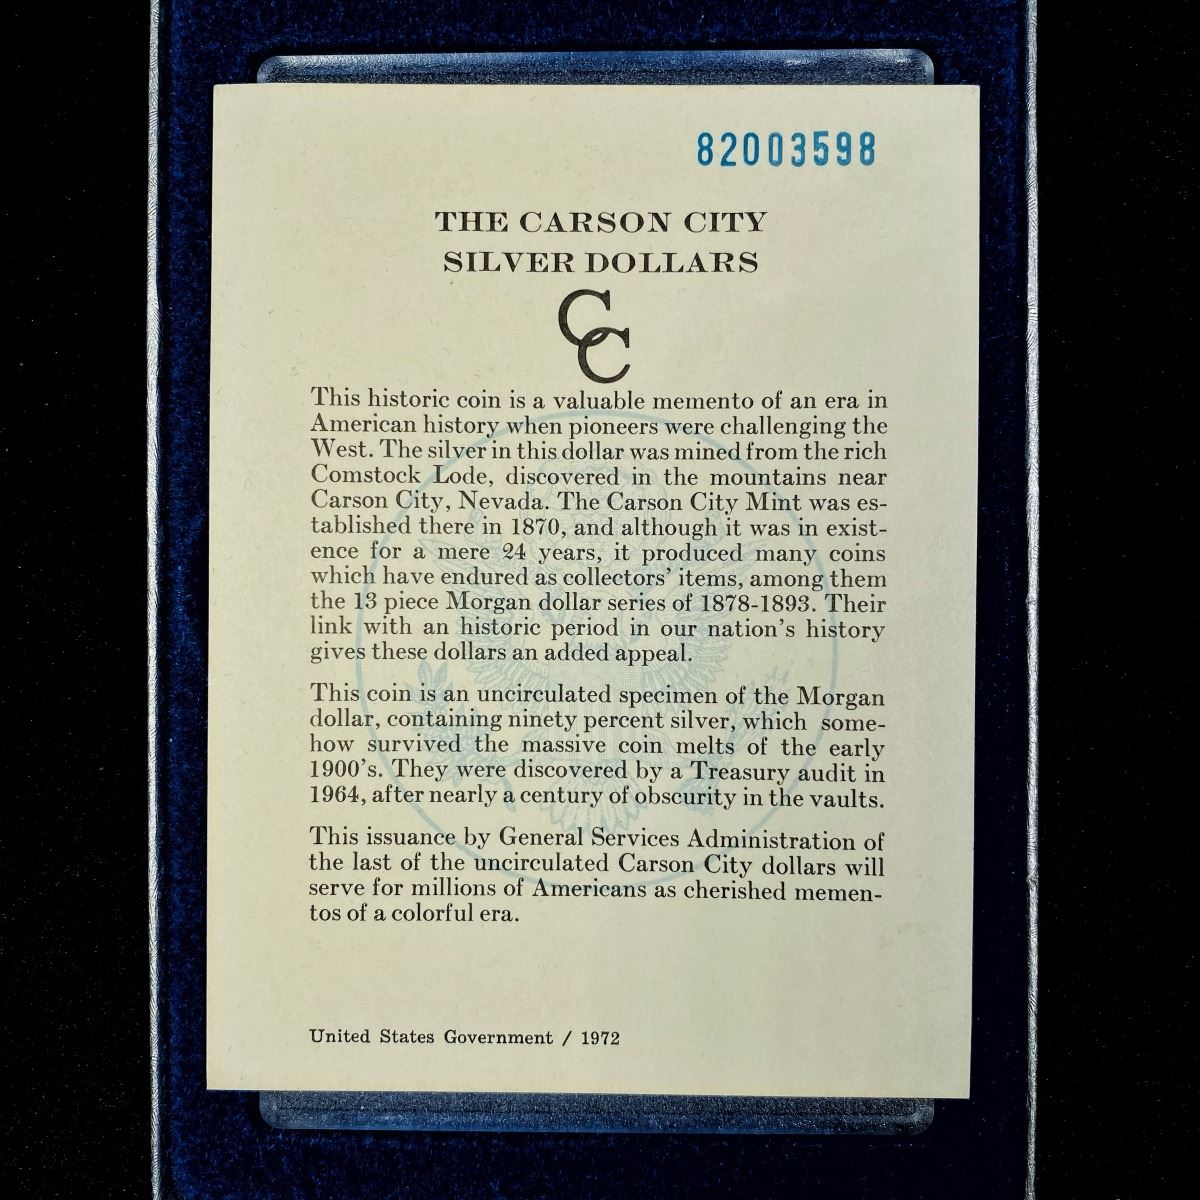 82003598
THE CARSON CITY
SILVER DOLLARS
CC
This historic coin is a valuable memento of an era in
American history when pioneers were challenging the
West. The silver in this dollar was mined from the rich
Comstock Lode, discovered in the mountains near
Carson City, Nevada. The Carson City Mint was es-
tablished there in 1870, and although it was in exist-
ence for a mere 24 years, it produced many coins
which have endured as collectors' items, among them
the 13 piece Morgan dollar series of 1878-1893. Their
link with an historic period in our nation's history
gives these dollars an added appeal.
This coin is an uncirculated specimen of the Morgan
dollar, containing ninety percent silver, which some-
how survived the massive coin melts of the early
1900's. They were discovered by a Treasury audit in
1964, after nearly a century of obscurity in the vaults.
This issuance by General Services Administration of
the last of the uncirculated Carson City dollars will
serve for millions of Americans as cherished memen-
tos of a colorful era.
United States Government / 1972